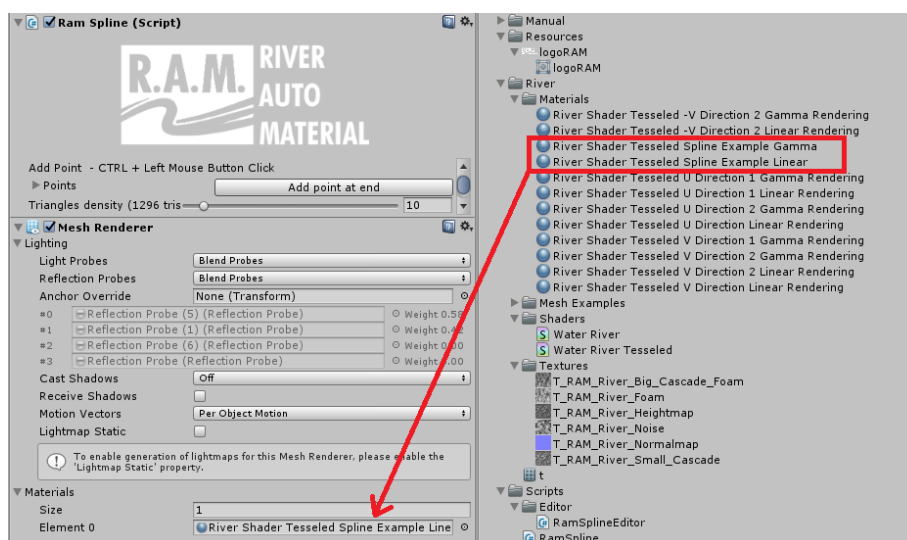 Ram Spline (Script)
R.A.M.
RIVER
AUTO
MATERIAL
Add Point - CTRL + Left Mouse Button Click
Points
Add point at end
Triangles density (1296 tris
10
Mesh Renderer
Lighting
Light Probes
Blend Probes
Reflection Probes
Blend Probes
Anchor Override
None (Transform)
#0 Reflection Probe (5) (Reflection Probe) Weight 0.58
#1 Reflection Probe (1) (Reflection Probe) Weight 0.42
#2 Reflection Probe (6) (Reflection Probe) Weight 0.00
#3 Reflection Probe (Reflection Probe) Weight 0.00
Cast Shadows
Off
Receive Shadows
Motion Vectors
Per Object Motion
Lightmap Static
To enable generation of lightmaps for this Mesh Renderer, please enable the
'Lightmap Static' property.
Materials
Size
1
Element 0
River Shader Tesseled Spline Example Line
Manual
Resources
logoRAM
logoRAM
River
Materials
River Shader Tesseled -V Direction 2 Gamma Rendering
River Shader Tesseled -V Direction 2 Linear Rendering
River Shader Tesseled Spline Example Gamma
River Shader Tesseled Spline Example Linear
River Shader Tesseled U Direction 1 Gamma Rendering
River Shader Tesseled U Direction 1 Linear Rendering
River Shader Tesseled U Direction 2 Gamma Rendering
River Shader Tesseled U Direction Linear Rendering
River Shader Tesseled V Direction 1 Gamma Rendering
River Shader Tesseled V Direction 2 Gamma Rendering
River Shader Tesseled V Direction 2 Linear Rendering
River Shader Tesseled V Direction Linear Rendering
Mesh Examples
Shaders
Water River
Water River Tesseled
Textures
T_RAM_River_Big_Cascade_Foam
T_RAM_River_Foam
T_RAM_River_Heightmap
T_RAM_River_Noise
T_RAM_River_Normalmap
T_RAM_River_Small_Cascade
t
Scripts
Editor
RamSplineEditor
RamSpline